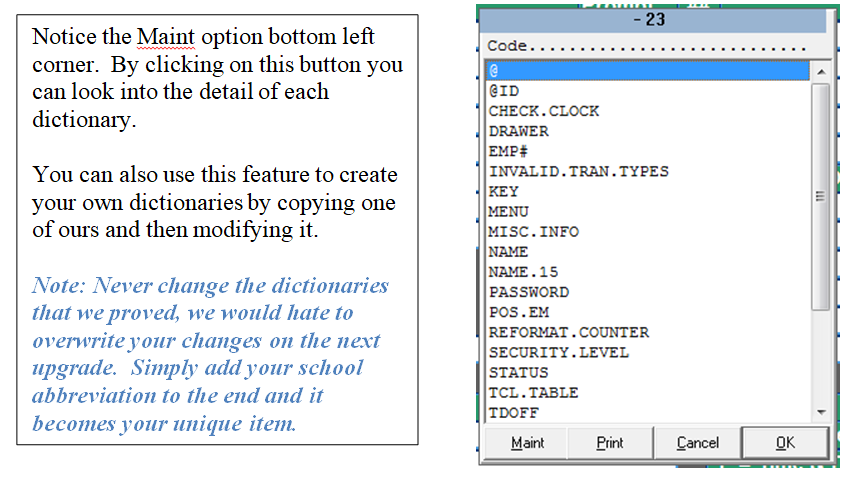 Notice the Maint option bottom left
corner.  By clicking on this button you
can look into the detail of each
dictionary.
You can also use this feature to create
your own dictionaries by copying one
of ours and then modifying it.
Note: Never change the dictionaries
that we proved, we would hate to
overwrite your changes on the next
upgrade.  Simply add your school
abbreviation to the end and it
becomes your unique item.
- 23
Code............................
@
@ID
CHECK.CLOCK
DRAWER
EMP#
INVALID.TRAN.TYPES
KEY
MENU
MISC.INFO
NAME
NAME.15
PASSWORD
POS.EM
REFORMAT.COUNTER
SECURITY.LEVEL
STATUS
TCL.TABLE
TDOFF
Maint Print Cancel OK